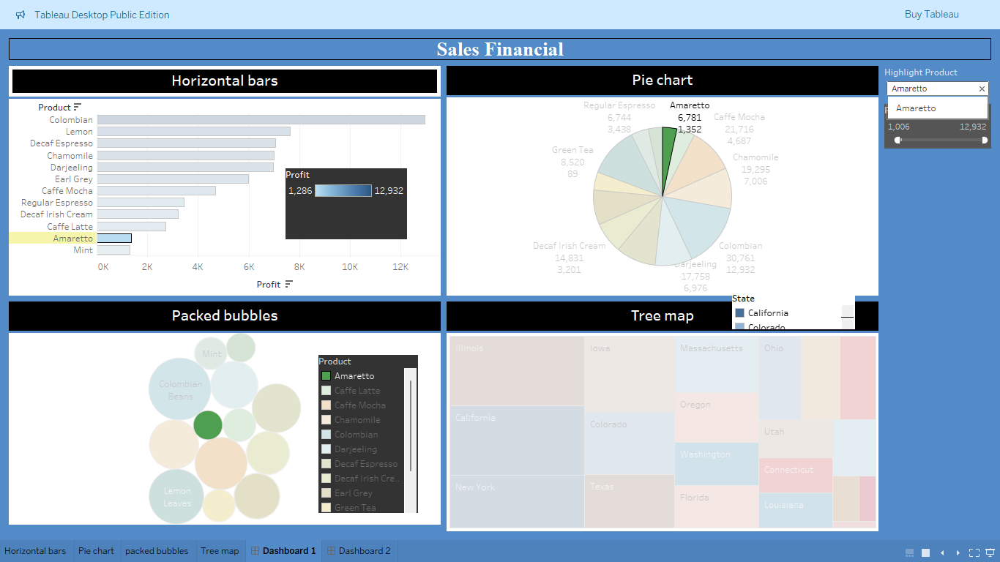 Tableau Desktop Public Edition
Buy Tableau
Sales Financial
Horizontal bars
Product
Colombian
Lemon
Decaf Espresso
Chamomile
Darjeeling
Earl Grey
Caffe Mocha
Regular Espresso
Decaf Irish Cream
Caffe Latte
Amaretto
Mint
0K
2K
4K
6K
8K
10K
12K
Profit
Profit
1,286
12,932
Pie chart
Regular Espresso
6,744
3,438
Amaretto
6,781
1,352
Caffe Mocha
21,716
4,687
Chamomile
19,295
7,006
Green Tea
8,520
89
Decaf Irish Cream
14,831
3,201
Colombian
30,761
12,932
Darjeeling
17,758
6,976
Highlight Product
Amaretto
Amaretto
1,006
12,932
Packed bubbles
Mint
Colombian
Beans
Lemon
Leaves
Product
Amaretto
Caffe Latte
Caffe Mocha
Chamomile
Colombian
Darjeeling
Decaf Espresso
Decaf Irish Cre..
Earl Grey
Green Tea
Tree map
State
California
Colorado
Illinois
California
New York
Iowa
Colorado
Texas
Massachusetts
Oregon
Washington
Florida
Ohio
Utah
Connecticut
Louisiana
Horizontal bars
Pie chart
packed bubbles
Tree map
Dashboard 1
Dashboard 2